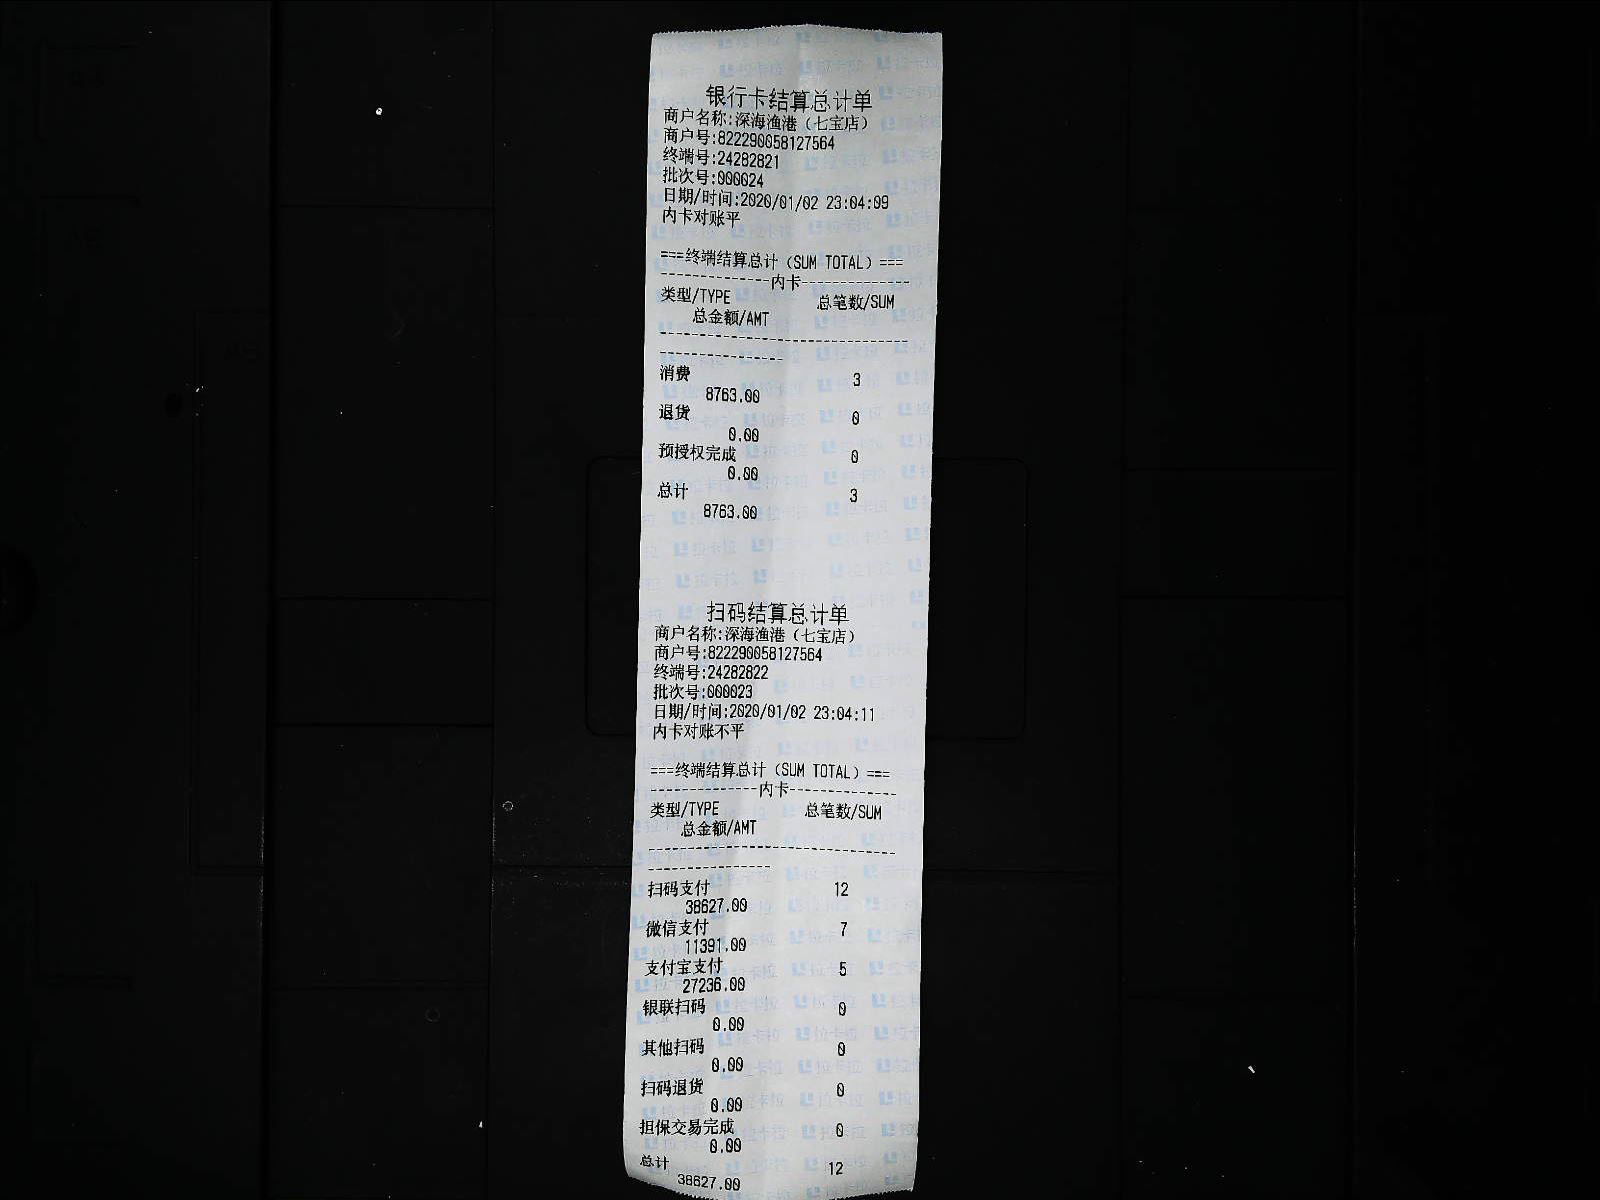 银行卡结算总计单
商户名称:深海渔港（七宝店）
商户号:822290058127564
终端号:24282821
批次号:000024
日期/时间:2020/01/02 23:04:09
内卡对账平
===终端结算总计（SUM TOTAL）===
-------------内卡-------------
类型/TYPE 总笔数/SUM
总金额/AMT
消费 3
8763.00
退货 0
0.00
预授权完成 0
0.00
总计 3
8763.00
扫码结算总计单
商户名称:深海渔港（七宝店）
商户号:822290058127564
终端号:24282822
批次号:000023
日期/时间:2020/01/02 23:04:11
内卡对账不平
===终端结算总计（SUM TOTAL）===
-------------内卡-------------
类型/TYPE 总笔数/SUM
总金额/AMT
扫码支付 12
38627.00
微信支付 7
11391.00
支付宝支付 5
27236.00
银联扫码 0
0.00
其他扫码 0
0.00
扫码退货 0
0.00
担保交易完成 0
0.00
总计 12
38627.00